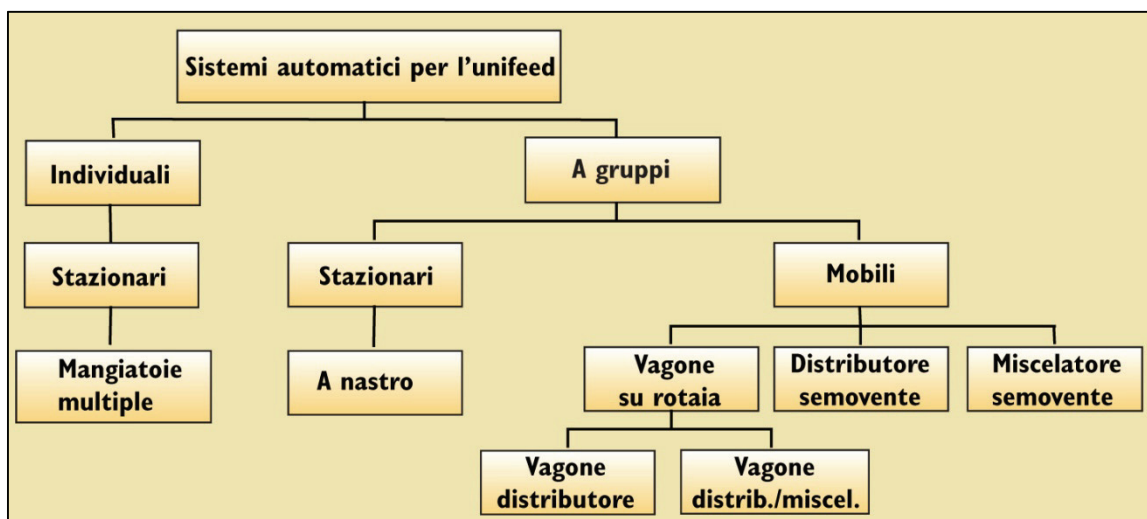 Sistemi automatici per l'unifeed
Individuali
A gruppi
Stazionari
Stazionari
Mobili
Mangiatoie
multiple
A nastro
Vagone
su rotaia
Distributore
semovente
Miscelatore
semovente
Vagone
distributore
Vagone
distrib./miscel.